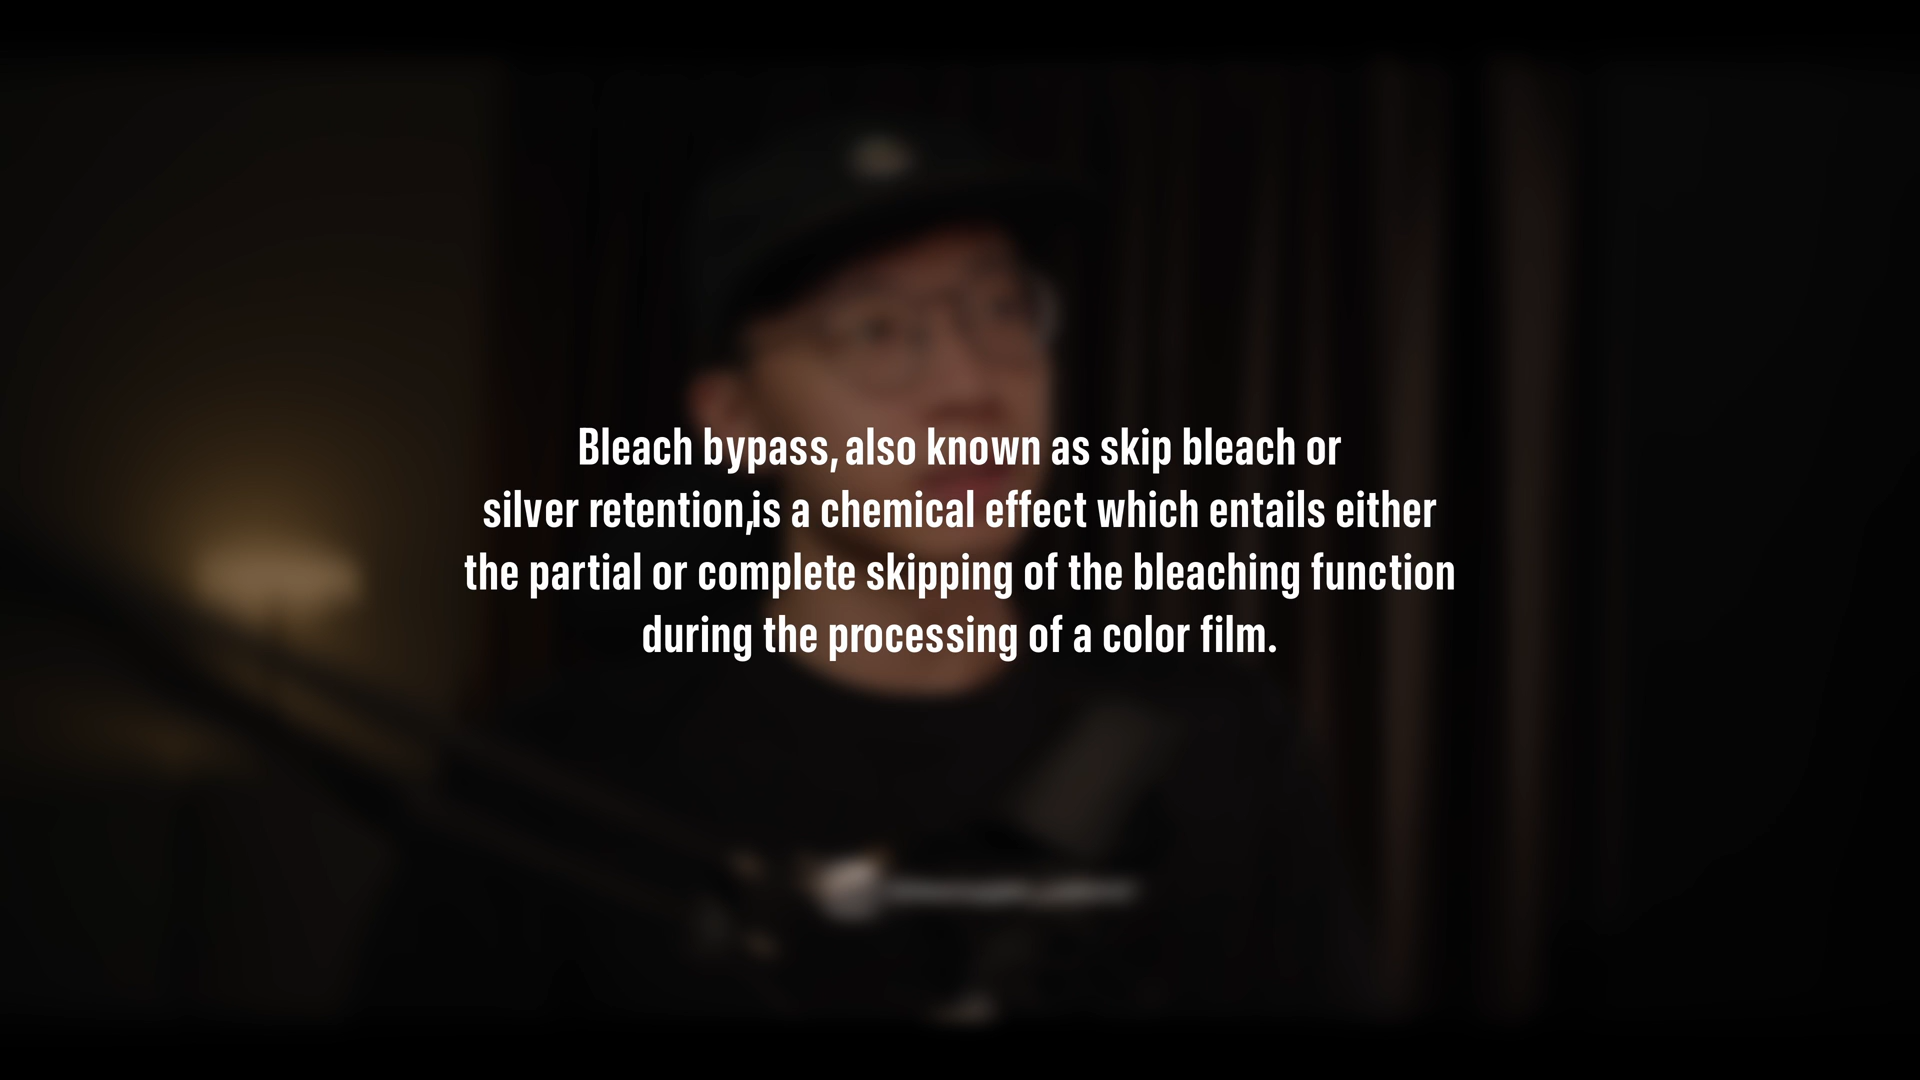 Bleach bypass, also known as skip bleach or
silver retention,is a chemical effect which entails either
the partial or complete skipping of the bleaching function
during the processing of a color film.